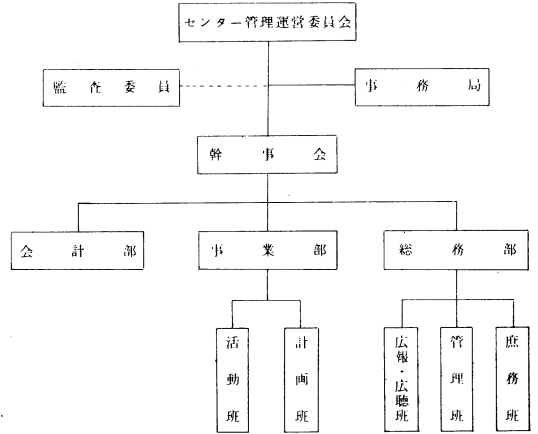 センター管理運営委員会
監査委員
事務局
幹事会
会計部
事業部
総務部
活動班
計画班
広報・広聴班
管理班
庶務班